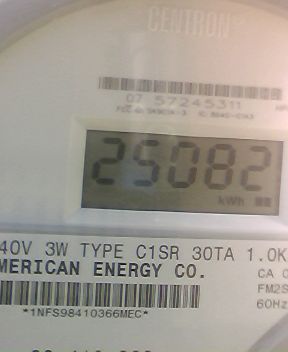 CENTRON
07 57245311
25082
kWh
40V 3W TYPE C1SR 30TA 1.0K
MERICAN ENERGY CO.
CA 0
FM2S
60Hz
*1NFS98410366MEC*